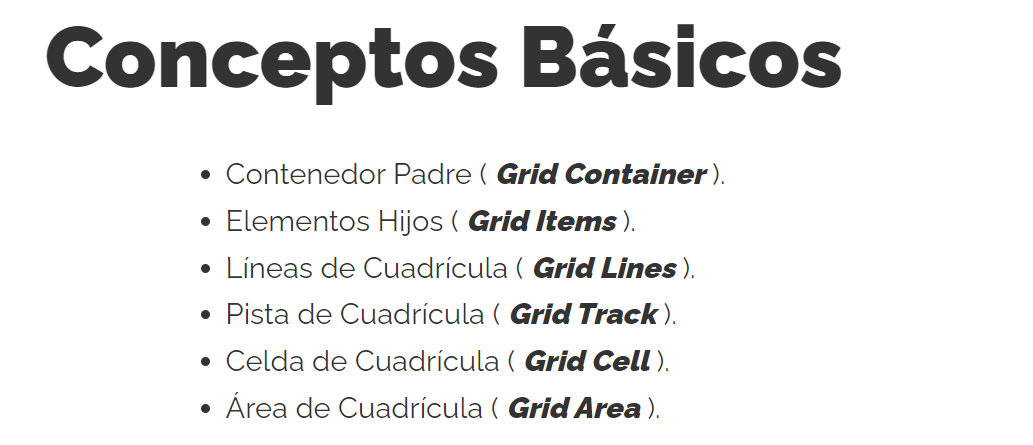 Conceptos Básicos
• Contenedor Padre ( Grid Container ).
• Elementos Hijos ( Grid Items ).
• Líneas de Cuadrícula ( Grid Lines ).
• Pista de Cuadrícula ( Grid Track ).
• Celda de Cuadrícula ( Grid Cell ).
• Área de Cuadrícula ( Grid Area ).